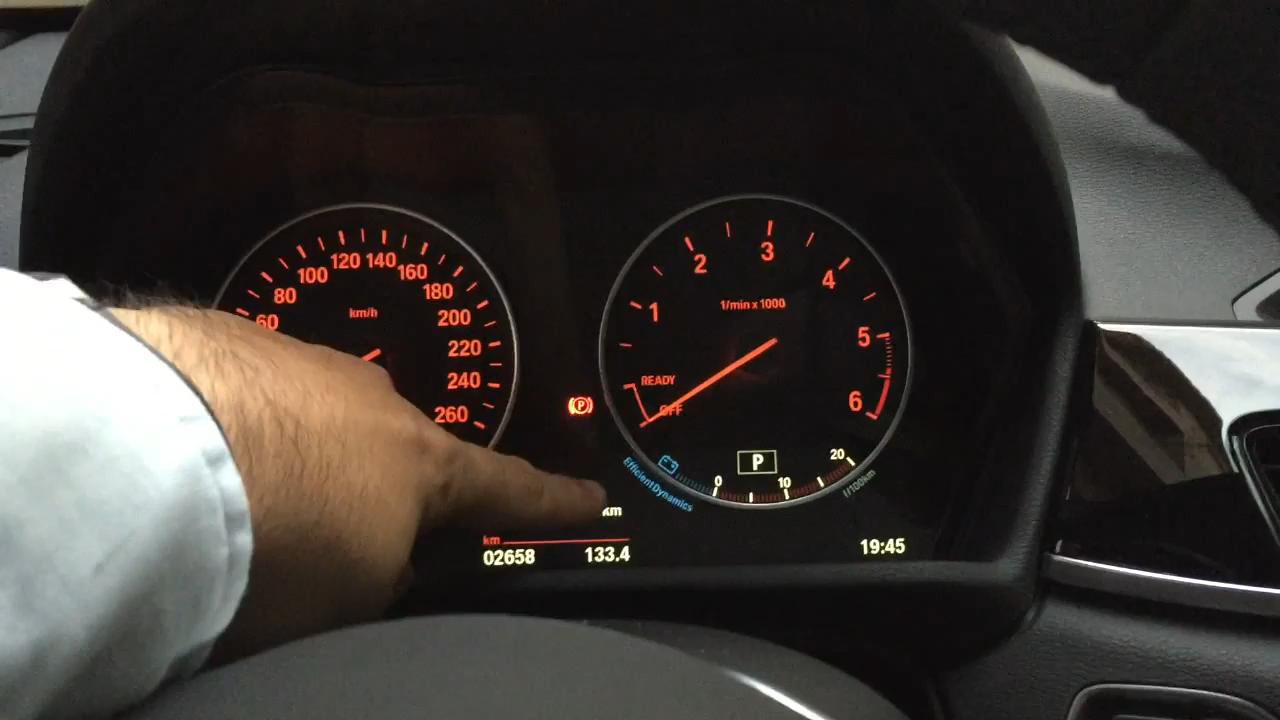 60
80
100
120
140
160
180
200
220
240
260
km/h
1
2
3
4
5
6
1/min x 1000
READY
OFF
(P)
P
0
10
20
EfficientDynamics
l/100km
km
km
02658
133.4
19:45